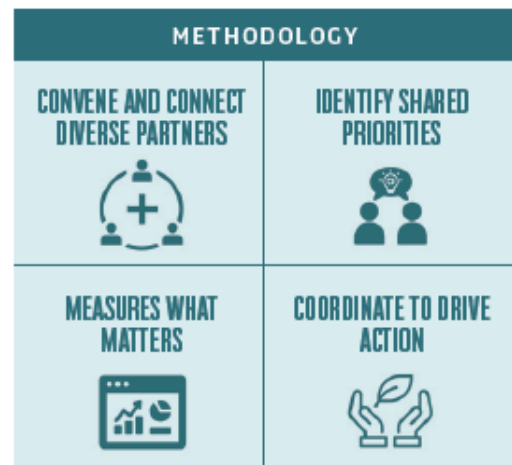 METHODOLOGY
CONVENE AND CONNECT
DIVERSE PARTNERS
IDENTIFY SHARED
PRIORITIES
MEASURES WHAT
MATTERS
COORDINATE TO DRIVE
ACTION